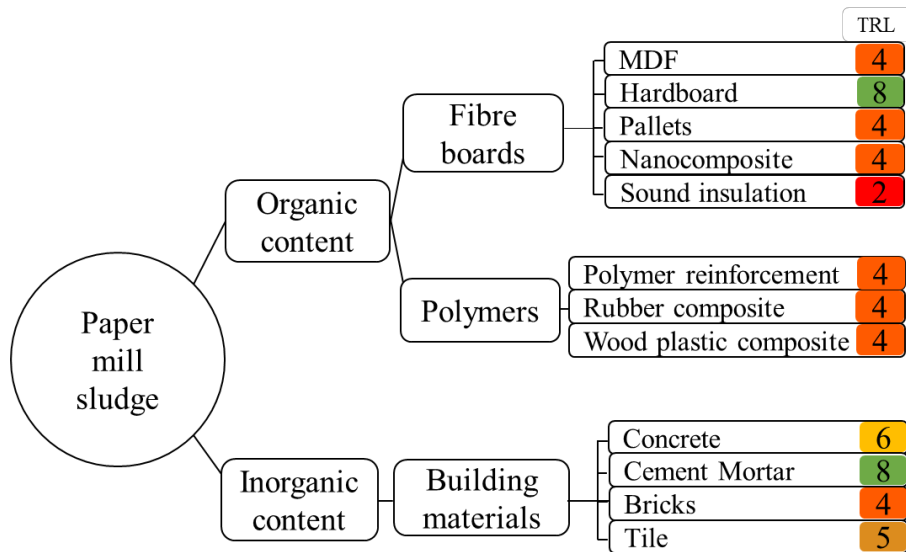 TRL
MDF 4
Hardboard 8
Pallets 4
Nanocomposite 4
Sound insulation 2
Fibre
boards
Organic
content
Polymers
Polymer reinforcement 4
Rubber composite 4
Wood plastic composite 4
Paper
mill
sludge
Inorganic
content
Building
materials
Concrete 6
Cement Mortar 8
Bricks 4
Tile 5